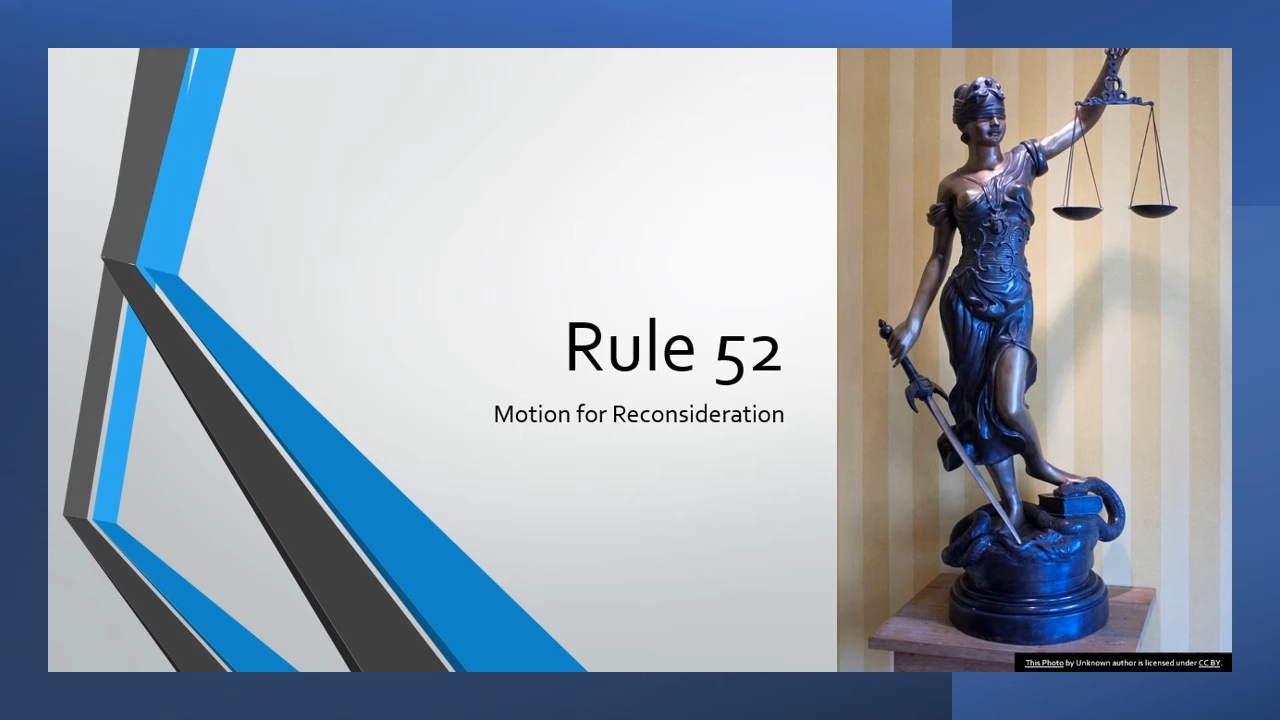 Rule 52
Motion for Reconsideration
This Photo by Unknown author is licensed under CC BY.